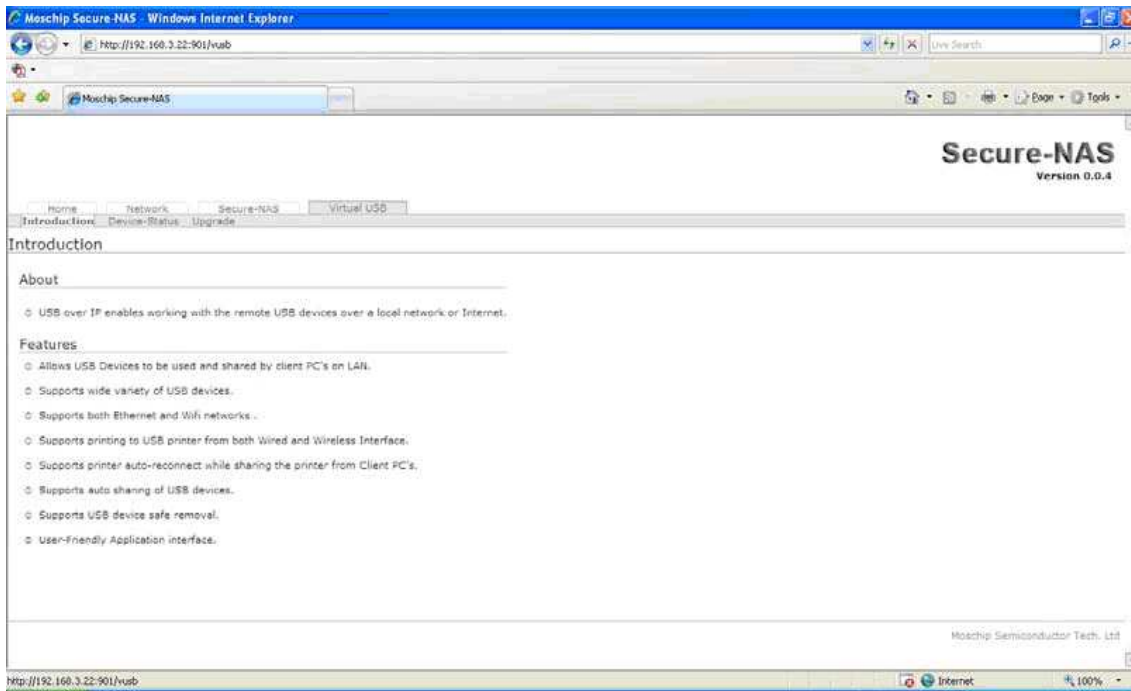 Moschip Secure-NAS - Windows Internet Explorer
http://192.168.3.22:901/vusb
Live Search
Moschip Secure-NAS
Page Tools
Secure-NAS
Version 0.0.4
Home Network Secure-NAS Virtual USB
Introduction Device-Status Upgrade
Introduction
About
USB over IP enables working with the remote USB devices over a local network or Internet.
Features
Allows USB Devices to be used and shared by client PC's on LAN.
Supports wide variety of USB devices.
Supports both Ethernet and Wifi networks .
Supports printing to USB printer from both Wired and Wireless Interface.
Supports printer auto-reconnect while sharing the printer from Client PC's.
Supports auto sharing of USB devices.
Supports USB device safe removal.
User-Friendly Application interface.
Moschip Semiconductor Tech. Ltd
http://192.168.3.22:901/vusb
Internet
100%